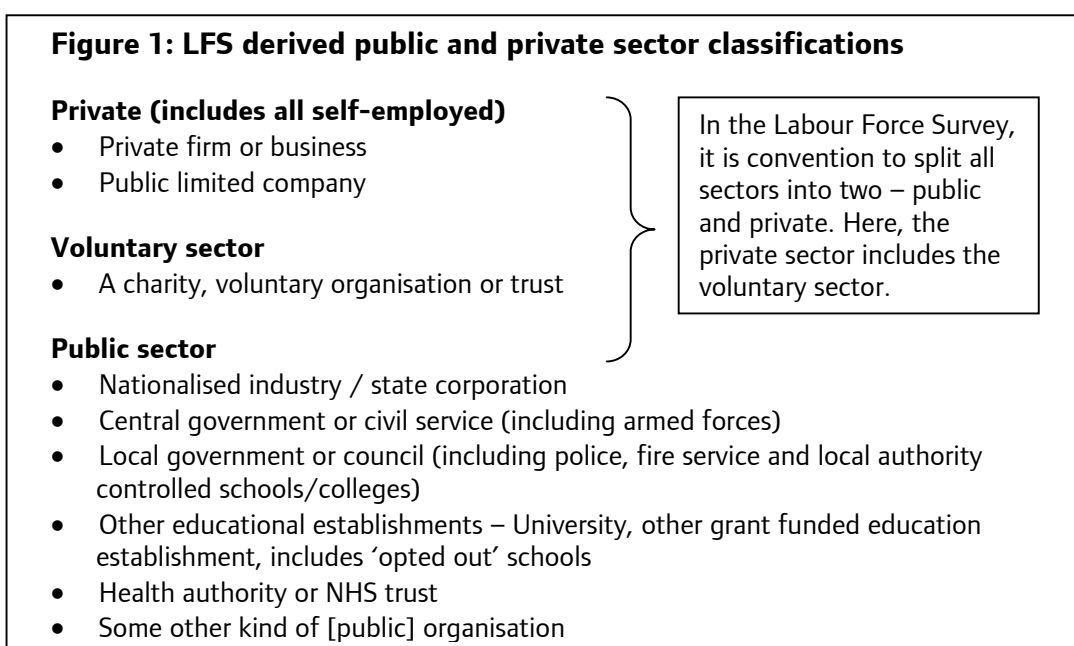 Figure 1: LFS derived public and private sector classifications
Private (includes all self-employed)
• Private firm or business
• Public limited company
Voluntary sector
• A charity, voluntary organisation or trust
Public sector
• Nationalised industry / state corporation
• Central government or civil service (including armed forces)
• Local government or council (including police, fire service and local authority
controlled schools/colleges)
• Other educational establishments – University, other grant funded education
establishment, includes ‘opted out’ schools
• Health authority or NHS trust
• Some other kind of [public] organisation
In the Labour Force Survey,
it is convention to split all
sectors into two – public
and private. Here, the
private sector includes the
voluntary sector.